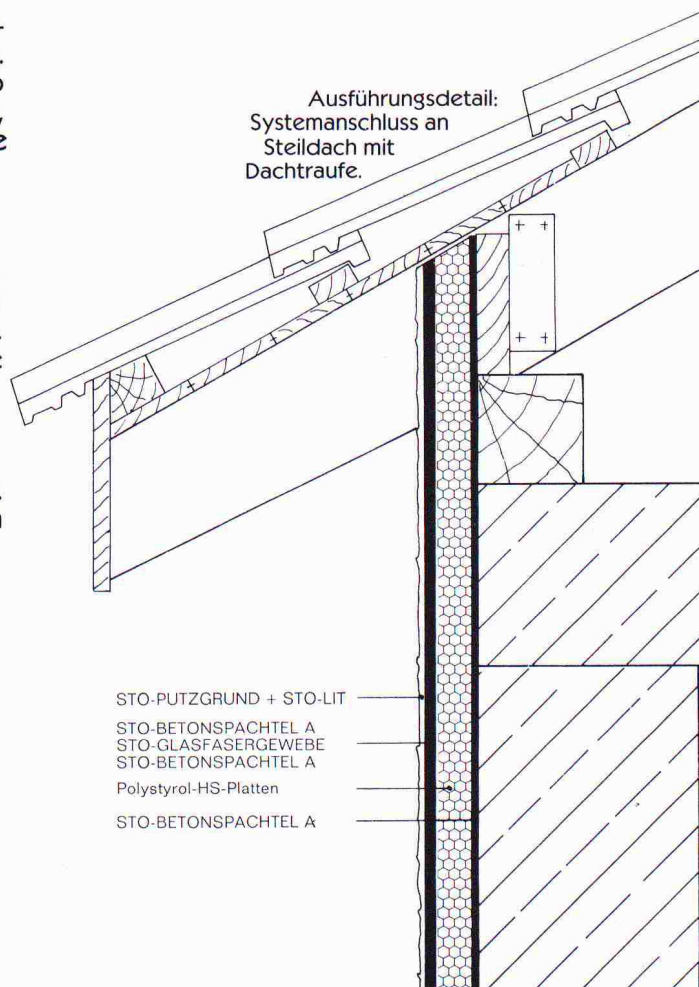 Ausführungsdetail:
Systemanschluss an
Steildach mit
Dachtraufe.
STO-PUTZGRUND + STO-LIT
STO-BETONSPACHTEL A
STO-GLASFASERGEWEBE
STO-BETONSPACHTEL A
Polystyrol-HS-Platten
STO-BETONSPACHTEL A